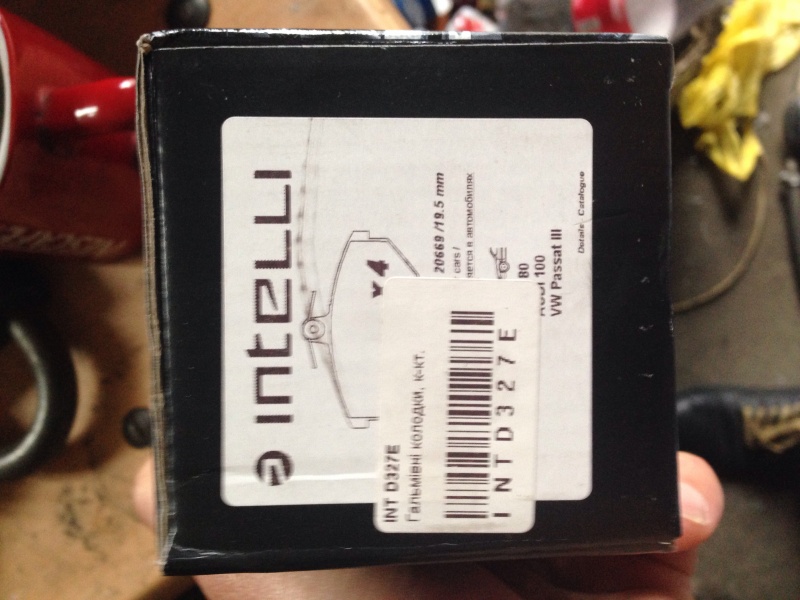 INTELLI
x4
20669 /19.5 mm
cars /
ается в автомобилях
80
AUDI 100
VW Passat III
Details: Catalogue
INT D327E
Гальмівні колодки, к-кт.
INTD327E